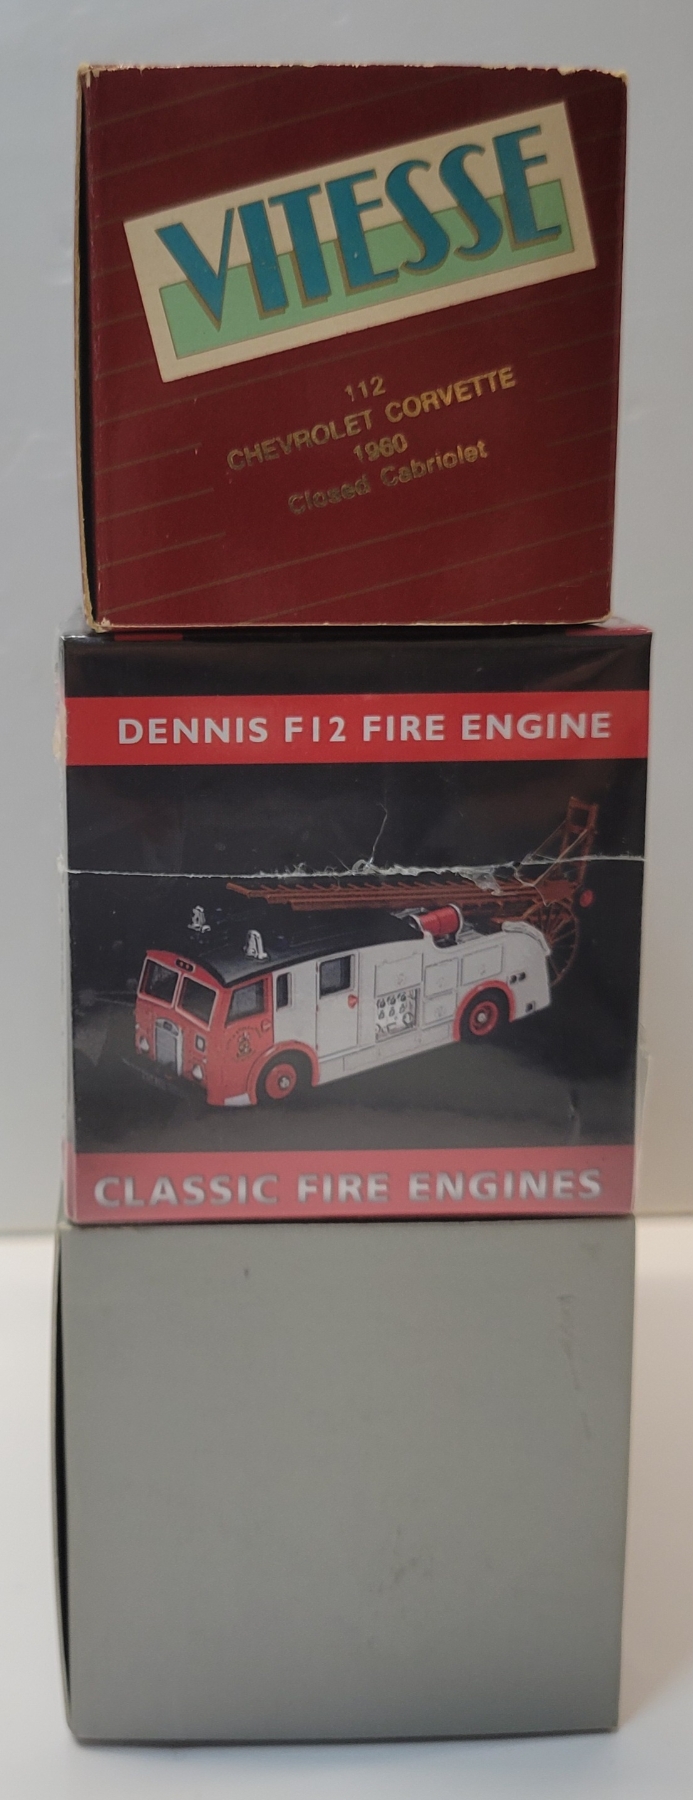 VITESSE
112
CHEVROLET CORVETTE
1960
Closed Cabriolet
DENNIS F12 FIRE ENGINE
CLASSIC FIRE ENGINES